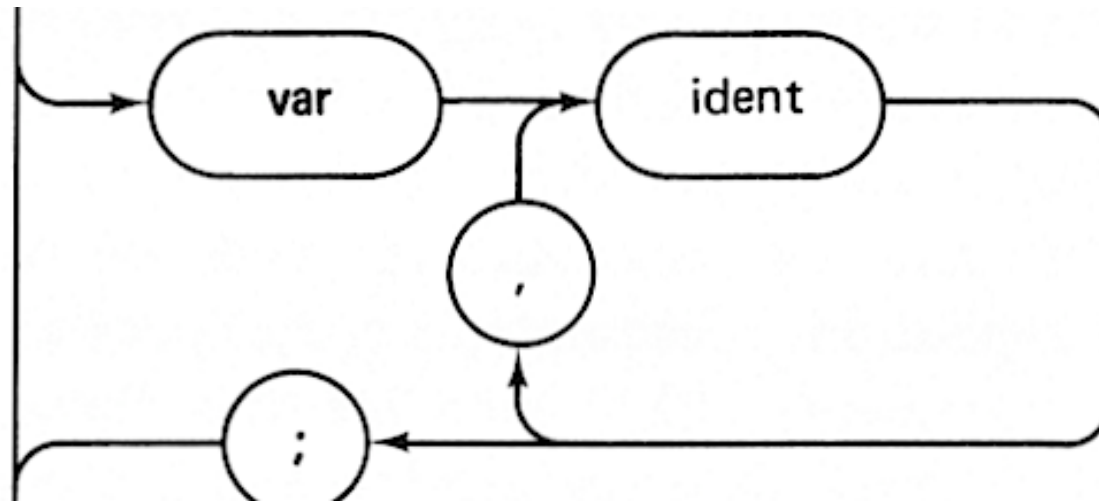 var ident
,
;